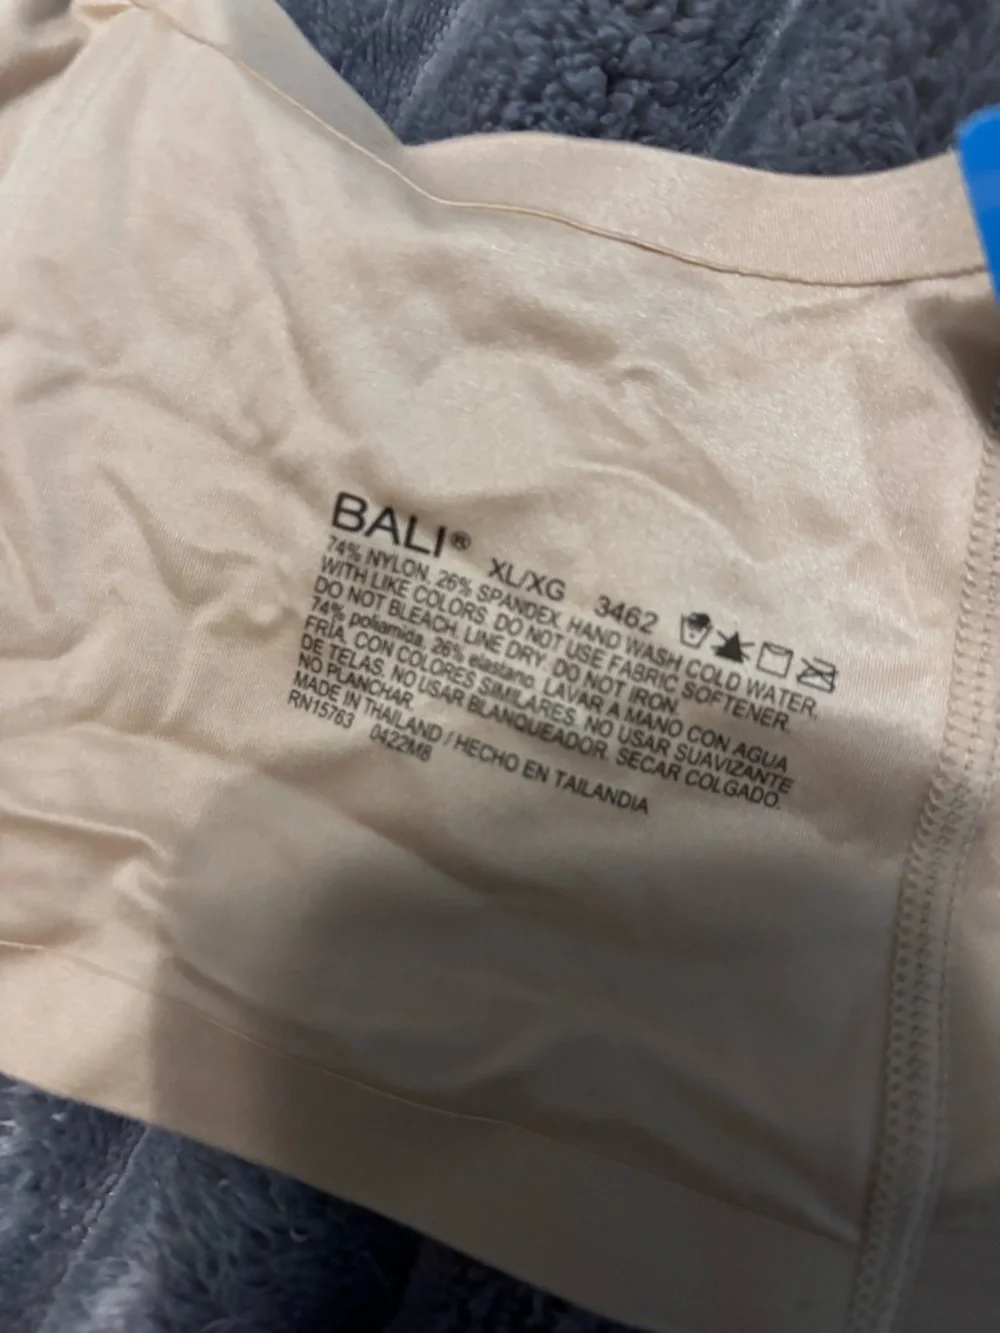 BALI® XL/XG 3462
74% NYLON, 26% SPANDEX. HAND WASH COLD WATER,
WITH LIKE COLORS. DO NOT USE FABRIC SOFTENER.
DO NOT BLEACH. LINE DRY. DO NOT IRON.
74% poliamida, 26% elastano. LAVAR A MANO CON AGUA
FRÍA, CON COLORES SIMILARES. NO USAR SUAVIZANTE
DE TELAS. NO USAR BLANQUEADOR. SECAR COLGADO.
NO PLANCHAR.
MADE IN THAILAND / HECHO EN TAILANDIA
RN15763 0422M8